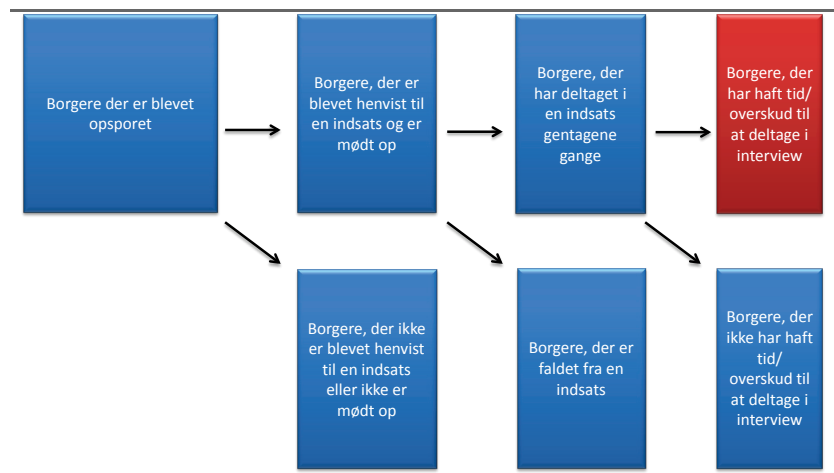 Borgere der er blevet
opsporet
Borgere, der er
blevet henvist til
en indsats og er
mødt op
Borgere, der
har deltaget i
en indsats
gentagene
gange
Borgere, der
har haft tid/
overskud til
at deltage i
interview
Borgere, der ikke
er blevet henvist
til en indsats
eller ikke er
mødt op
Borgere, der er
faldet fra en
indsats
Borgere, der
ikke har haft
tid/
overskud til
at deltage i
interview